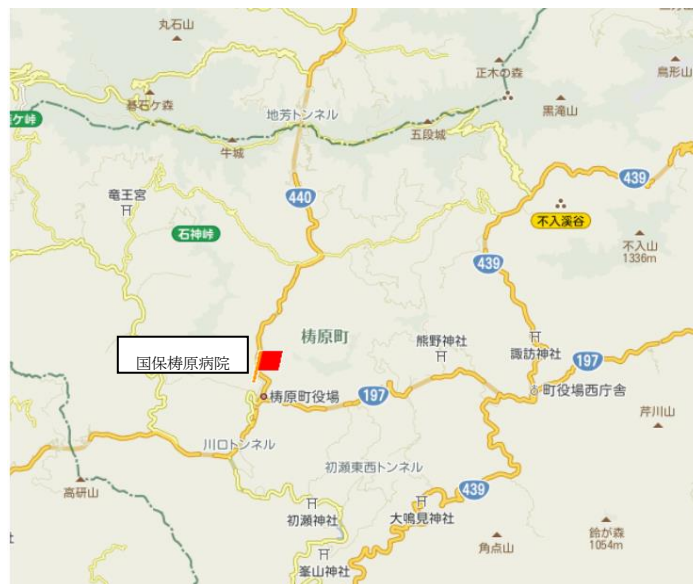 丸石山
正木の森
鳥形山
碁石ケ森
黒滝山
地芳トンネル
五段城
ケ峠
牛城
439
竜王宮
440
不入渓谷
石神峠
不入山
1336m
439
梼原町
国保梼原病院
熊野神社
諏訪神社
197
梼原町役場
197
町役場西庁舎
芹川山
川口トンネル
初瀬東西トンネル
高研山
439
初瀬神社
大鳴見神社
鈴が森
1054m
角点山
峯山神社
社